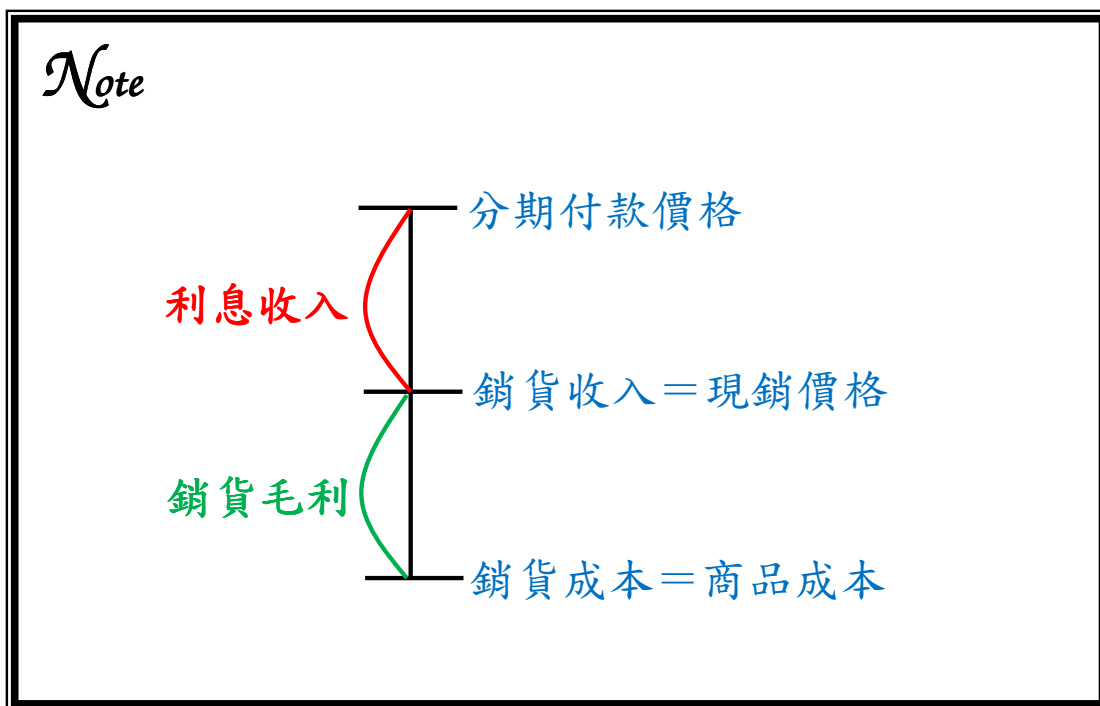 Note
分期付款價格
利息收入
銷貨收入＝現銷價格
銷貨毛利
銷貨成本＝商品成本